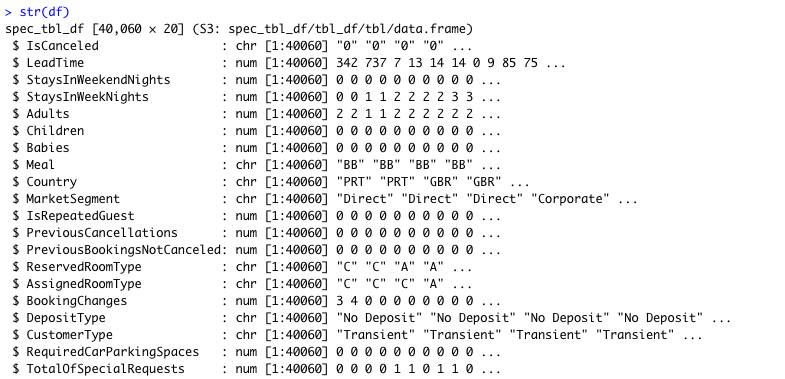 > str(df)
spec_tbl_df [40,060 × 20] (S3: spec_tbl_df/tbl_df/tbl/data.frame)
 $ IsCanceled                : chr [1:40060] "0" "0" "0" "0" ...
 $ LeadTime                  : num [1:40060] 342 737 7 13 14 14 0 9 85 75 ...
 $ StaysInWeekendNights      : num [1:40060] 0 0 0 0 0 0 0 0 0 0 ...
 $ StaysInWeekNights         : num [1:40060] 0 0 1 1 2 2 2 2 3 3 ...
 $ Adults                    : num [1:40060] 2 2 1 1 2 2 2 2 2 2 ...
 $ Children                  : num [1:40060] 0 0 0 0 0 0 0 0 0 0 ...
 $ Babies                    : num [1:40060] 0 0 0 0 0 0 0 0 0 0 ...
 $ Meal                      : chr [1:40060] "BB" "BB" "BB" "BB" ...
 $ Country                   : chr [1:40060] "PRT" "PRT" "GBR" "GBR" ...
 $ MarketSegment             : chr [1:40060] "Direct" "Direct" "Direct" "Corporate" ...
 $ IsRepeatedGuest           : num [1:40060] 0 0 0 0 0 0 0 0 0 0 ...
 $ PreviousCancellations     : num [1:40060] 0 0 0 0 0 0 0 0 0 0 ...
 $ PreviousBookingsNotCanceled: num [1:40060] 0 0 0 0 0 0 0 0 0 0 ...
 $ ReservedRoomType          : chr [1:40060] "C" "C" "A" "A" ...
 $ AssignedRoomType          : chr [1:40060] "C" "C" "C" "A" ...
 $ BookingChanges            : num [1:40060] 3 4 0 0 0 0 0 0 0 0 ...
 $ DepositType               : chr [1:40060] "No Deposit" "No Deposit" "No Deposit" "No Deposit" ...
 $ CustomerType              : chr [1:40060] "Transient" "Transient" "Transient" "Transient" ...
 $ RequiredCarParkingSpaces  : num [1:40060] 0 0 0 0 0 0 0 0 0 0 ...
 $ TotalOfSpecialRequests    : num [1:40060] 0 0 0 0 1 1 0 1 1 0 ...